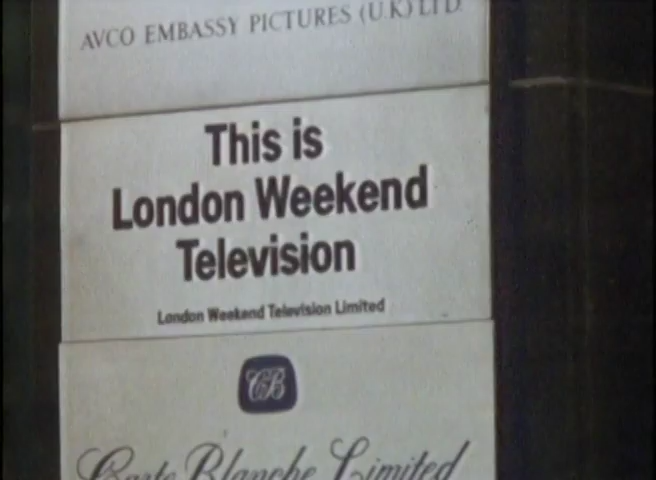 AVCO EMBASSY PICTURES (U.K) LTD
This is
London Weekend
Television
London Weekend Television Limited
CB
Carte Blanche Limited